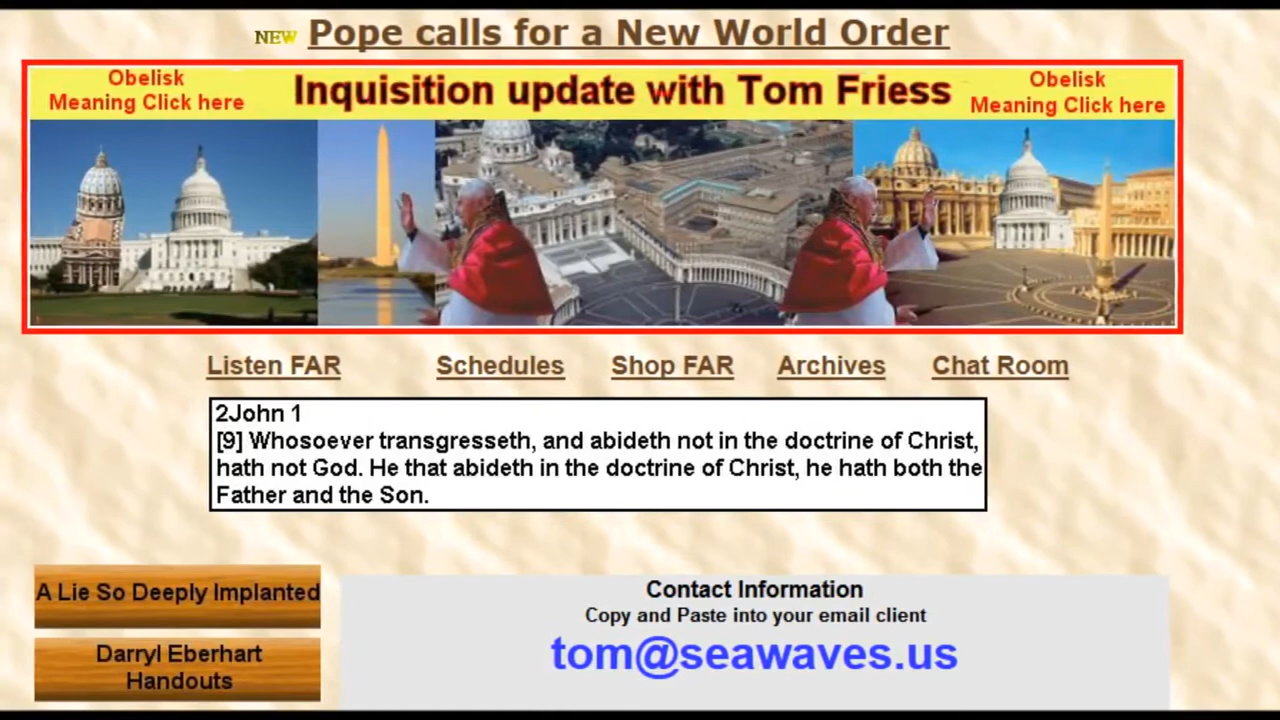 NEW Pope calls for a New World Order
Obelisk
Meaning Click here
Inquisition update with Tom Friess
Obelisk
Meaning Click here
Listen FAR Schedules Shop FAR Archives Chat Room
2John 1
[9] Whosoever transgresseth, and abideth not in the doctrine of Christ,
hath not God. He that abideth in the doctrine of Christ, he hath both the
Father and the Son.
A Lie So Deeply Implanted
Darryl Eberhart
Handouts
Contact Information
Copy and Paste into your email client
tom@seawaves.us